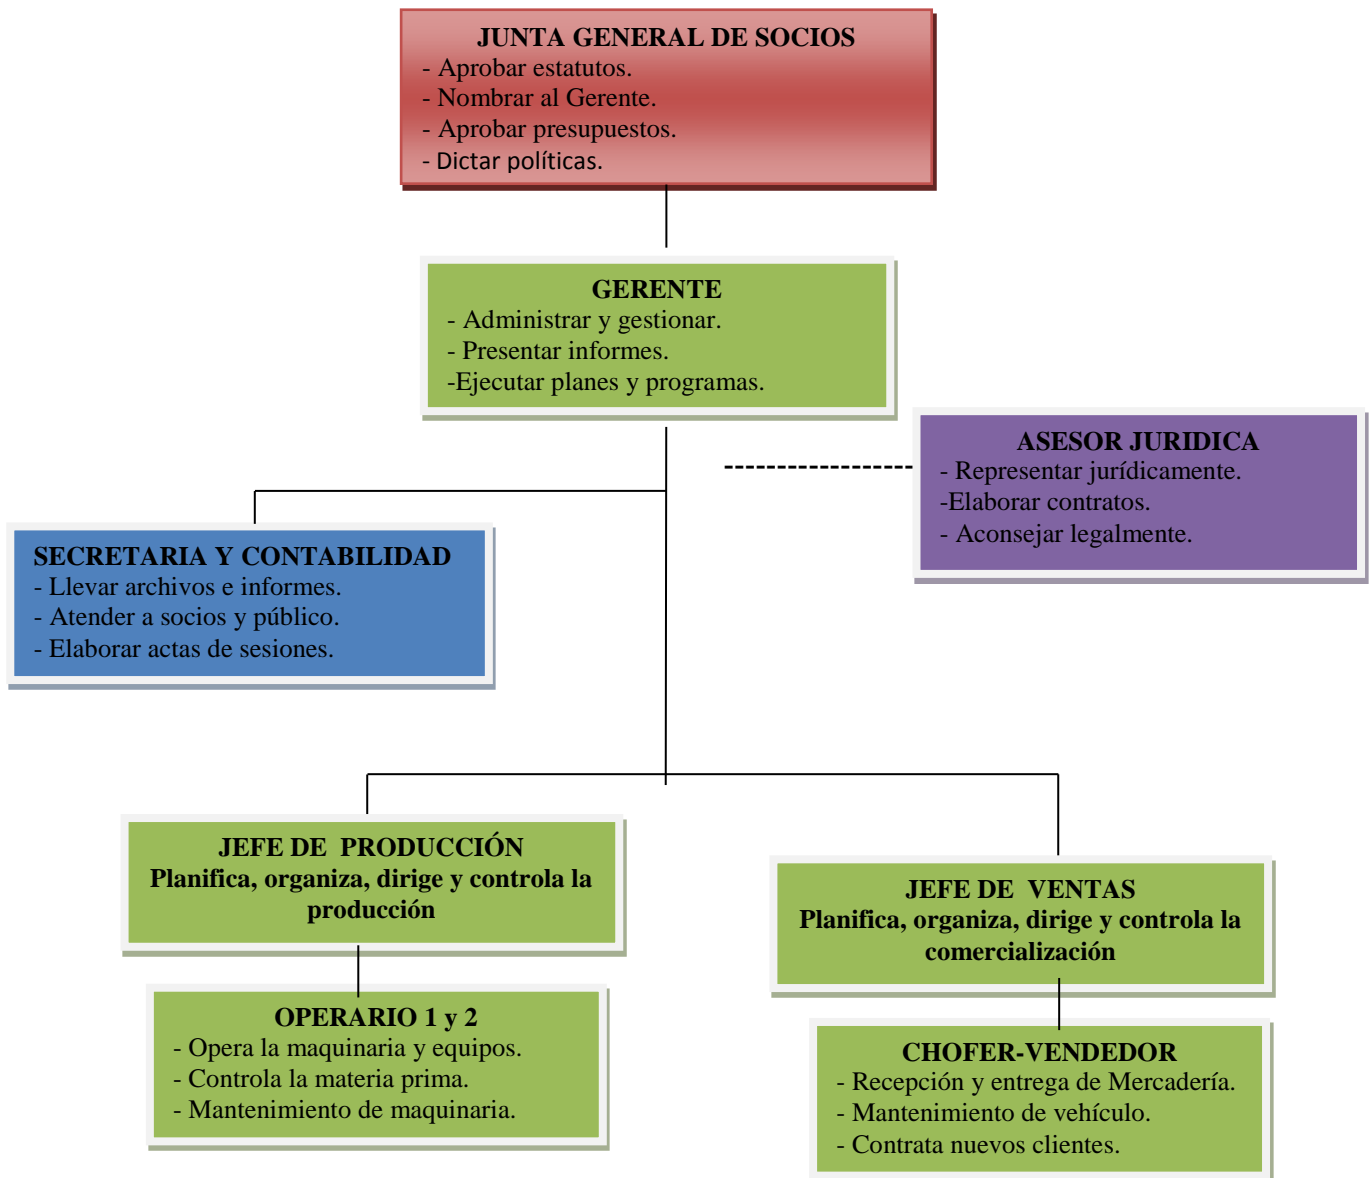 JUNTA GENERAL DE SOCIOS
- Aprobar estatutos.
- Nombrar al Gerente.
- Aprobar presupuestos.
- Dictar políticas.
GERENTE
- Administrar y gestionar.
- Presentar informes.
-Ejecutar planes y programas.
ASESOR JURIDICA
- Representar jurídicamente.
-Elaborar contratos.
- Aconsejar legalmente.
SECRETARIA Y CONTABILIDAD
- Llevar archivos e informes.
- Atender a socios y público.
- Elaborar actas de sesiones.
JEFE DE PRODUCCIÓN
Planifica, organiza, dirige y controla la
producción
JEFE DE VENTAS
Planifica, organiza, dirige y controla la
comercialización
OPERARIO 1 y 2
- Opera la maquinaria y equipos.
- Controla la materia prima.
- Mantenimiento de maquinaria.
CHOFER-VENDEDOR
- Recepción y entrega de Mercadería.
- Mantenimiento de vehículo.
- Contrata nuevos clientes.